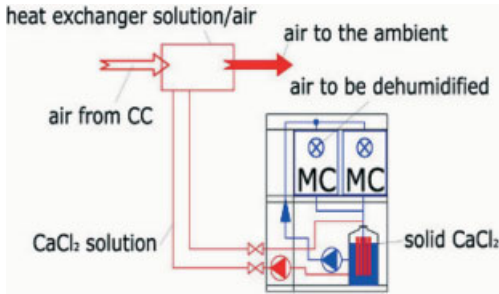 heat exchanger solution/air
air to the ambient
air to be dehumidified
air from CC
MC MC
CaCl₂ solution
solid CaCl₂